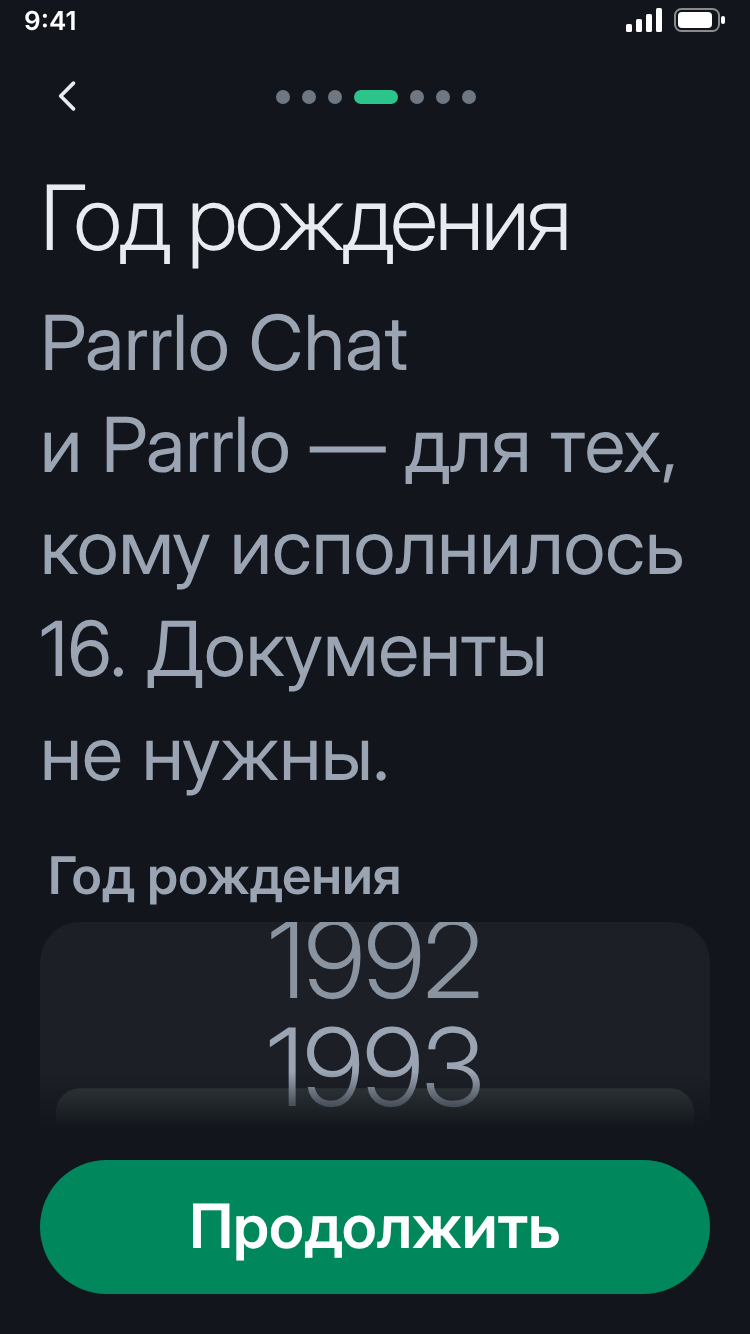 9:41
Год рождения
Parrlo Chat
и Parrlo — для тех,
кому исполнилось
16. Документы
не нужны.
Год рождения
1992
1993
Продолжить